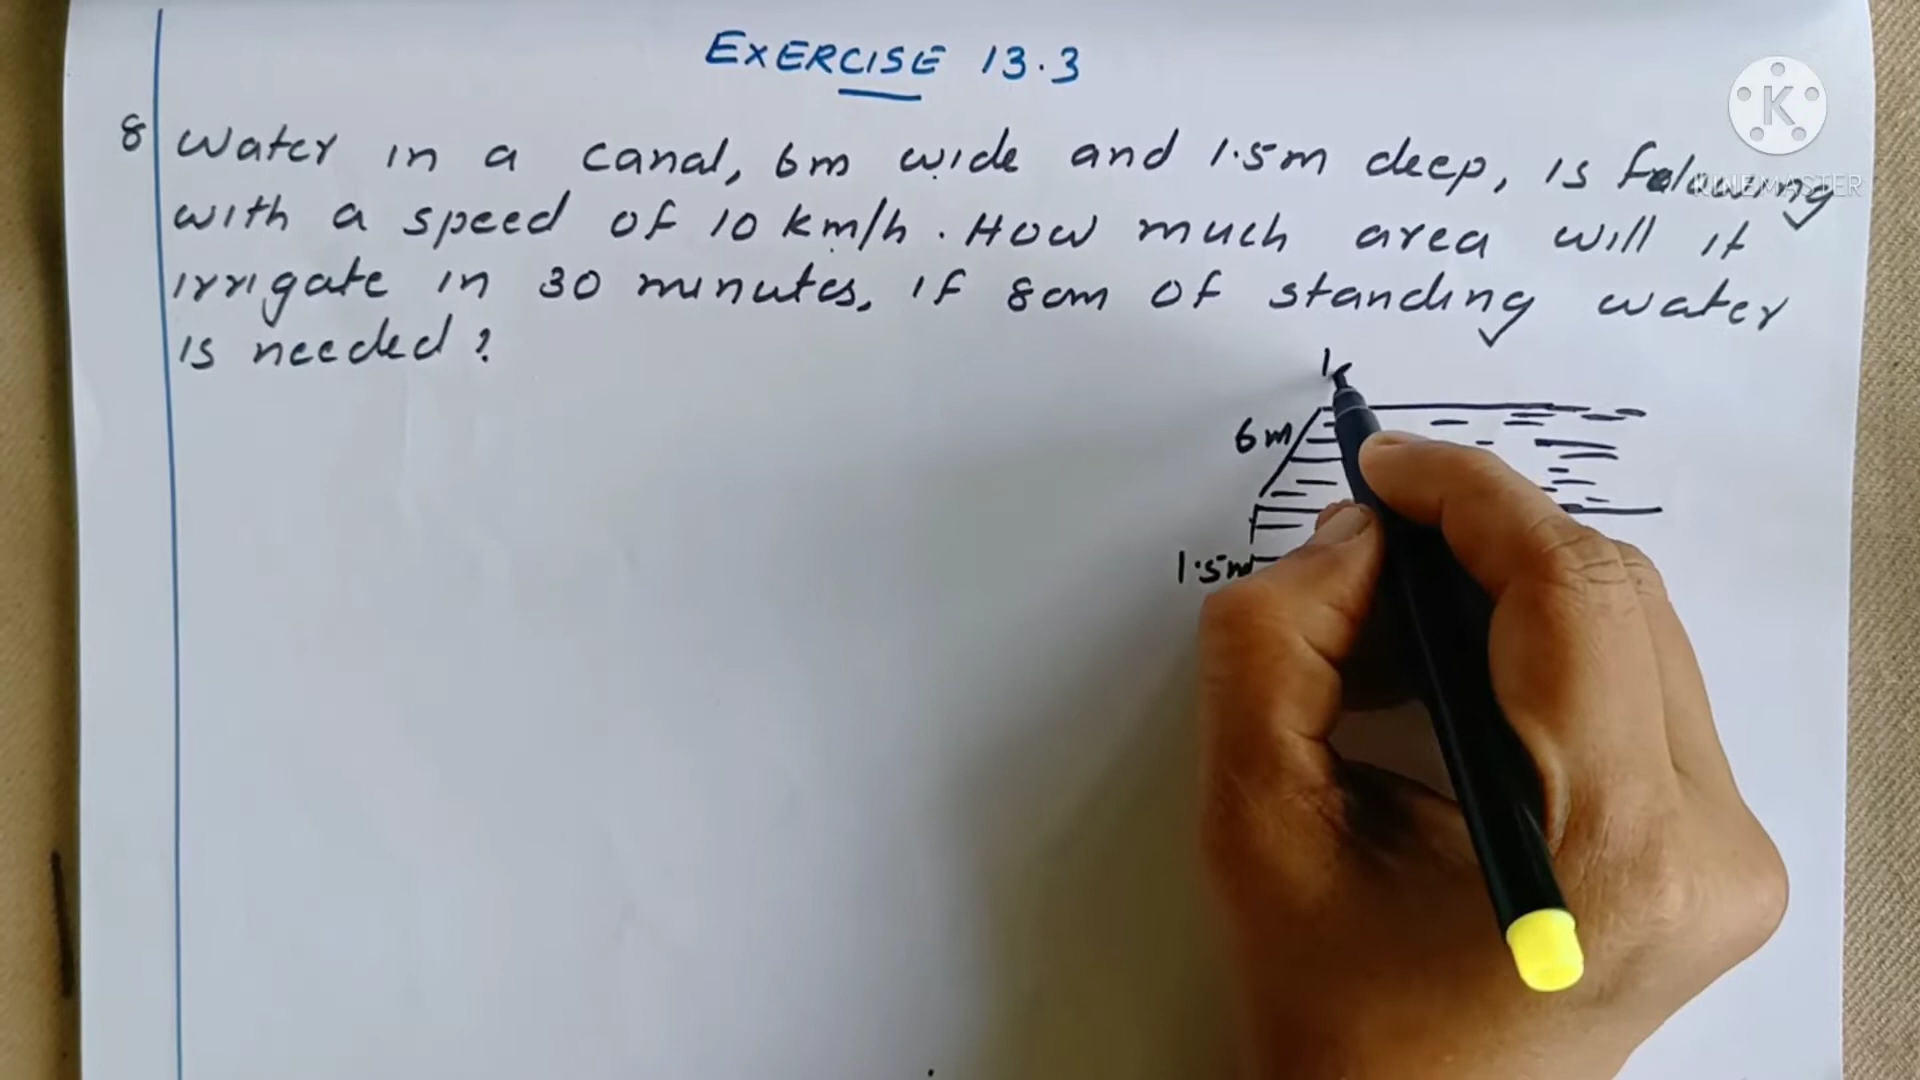 EXERCISE 13.3
8 Water in a canal, 6m wide and 1.5m deep, is
KINEMASTER
with a speed of 10 km/h. How much area will it
irrigate in 30 minutes, if 8cm of standing water
is needed?
6m
1.5m